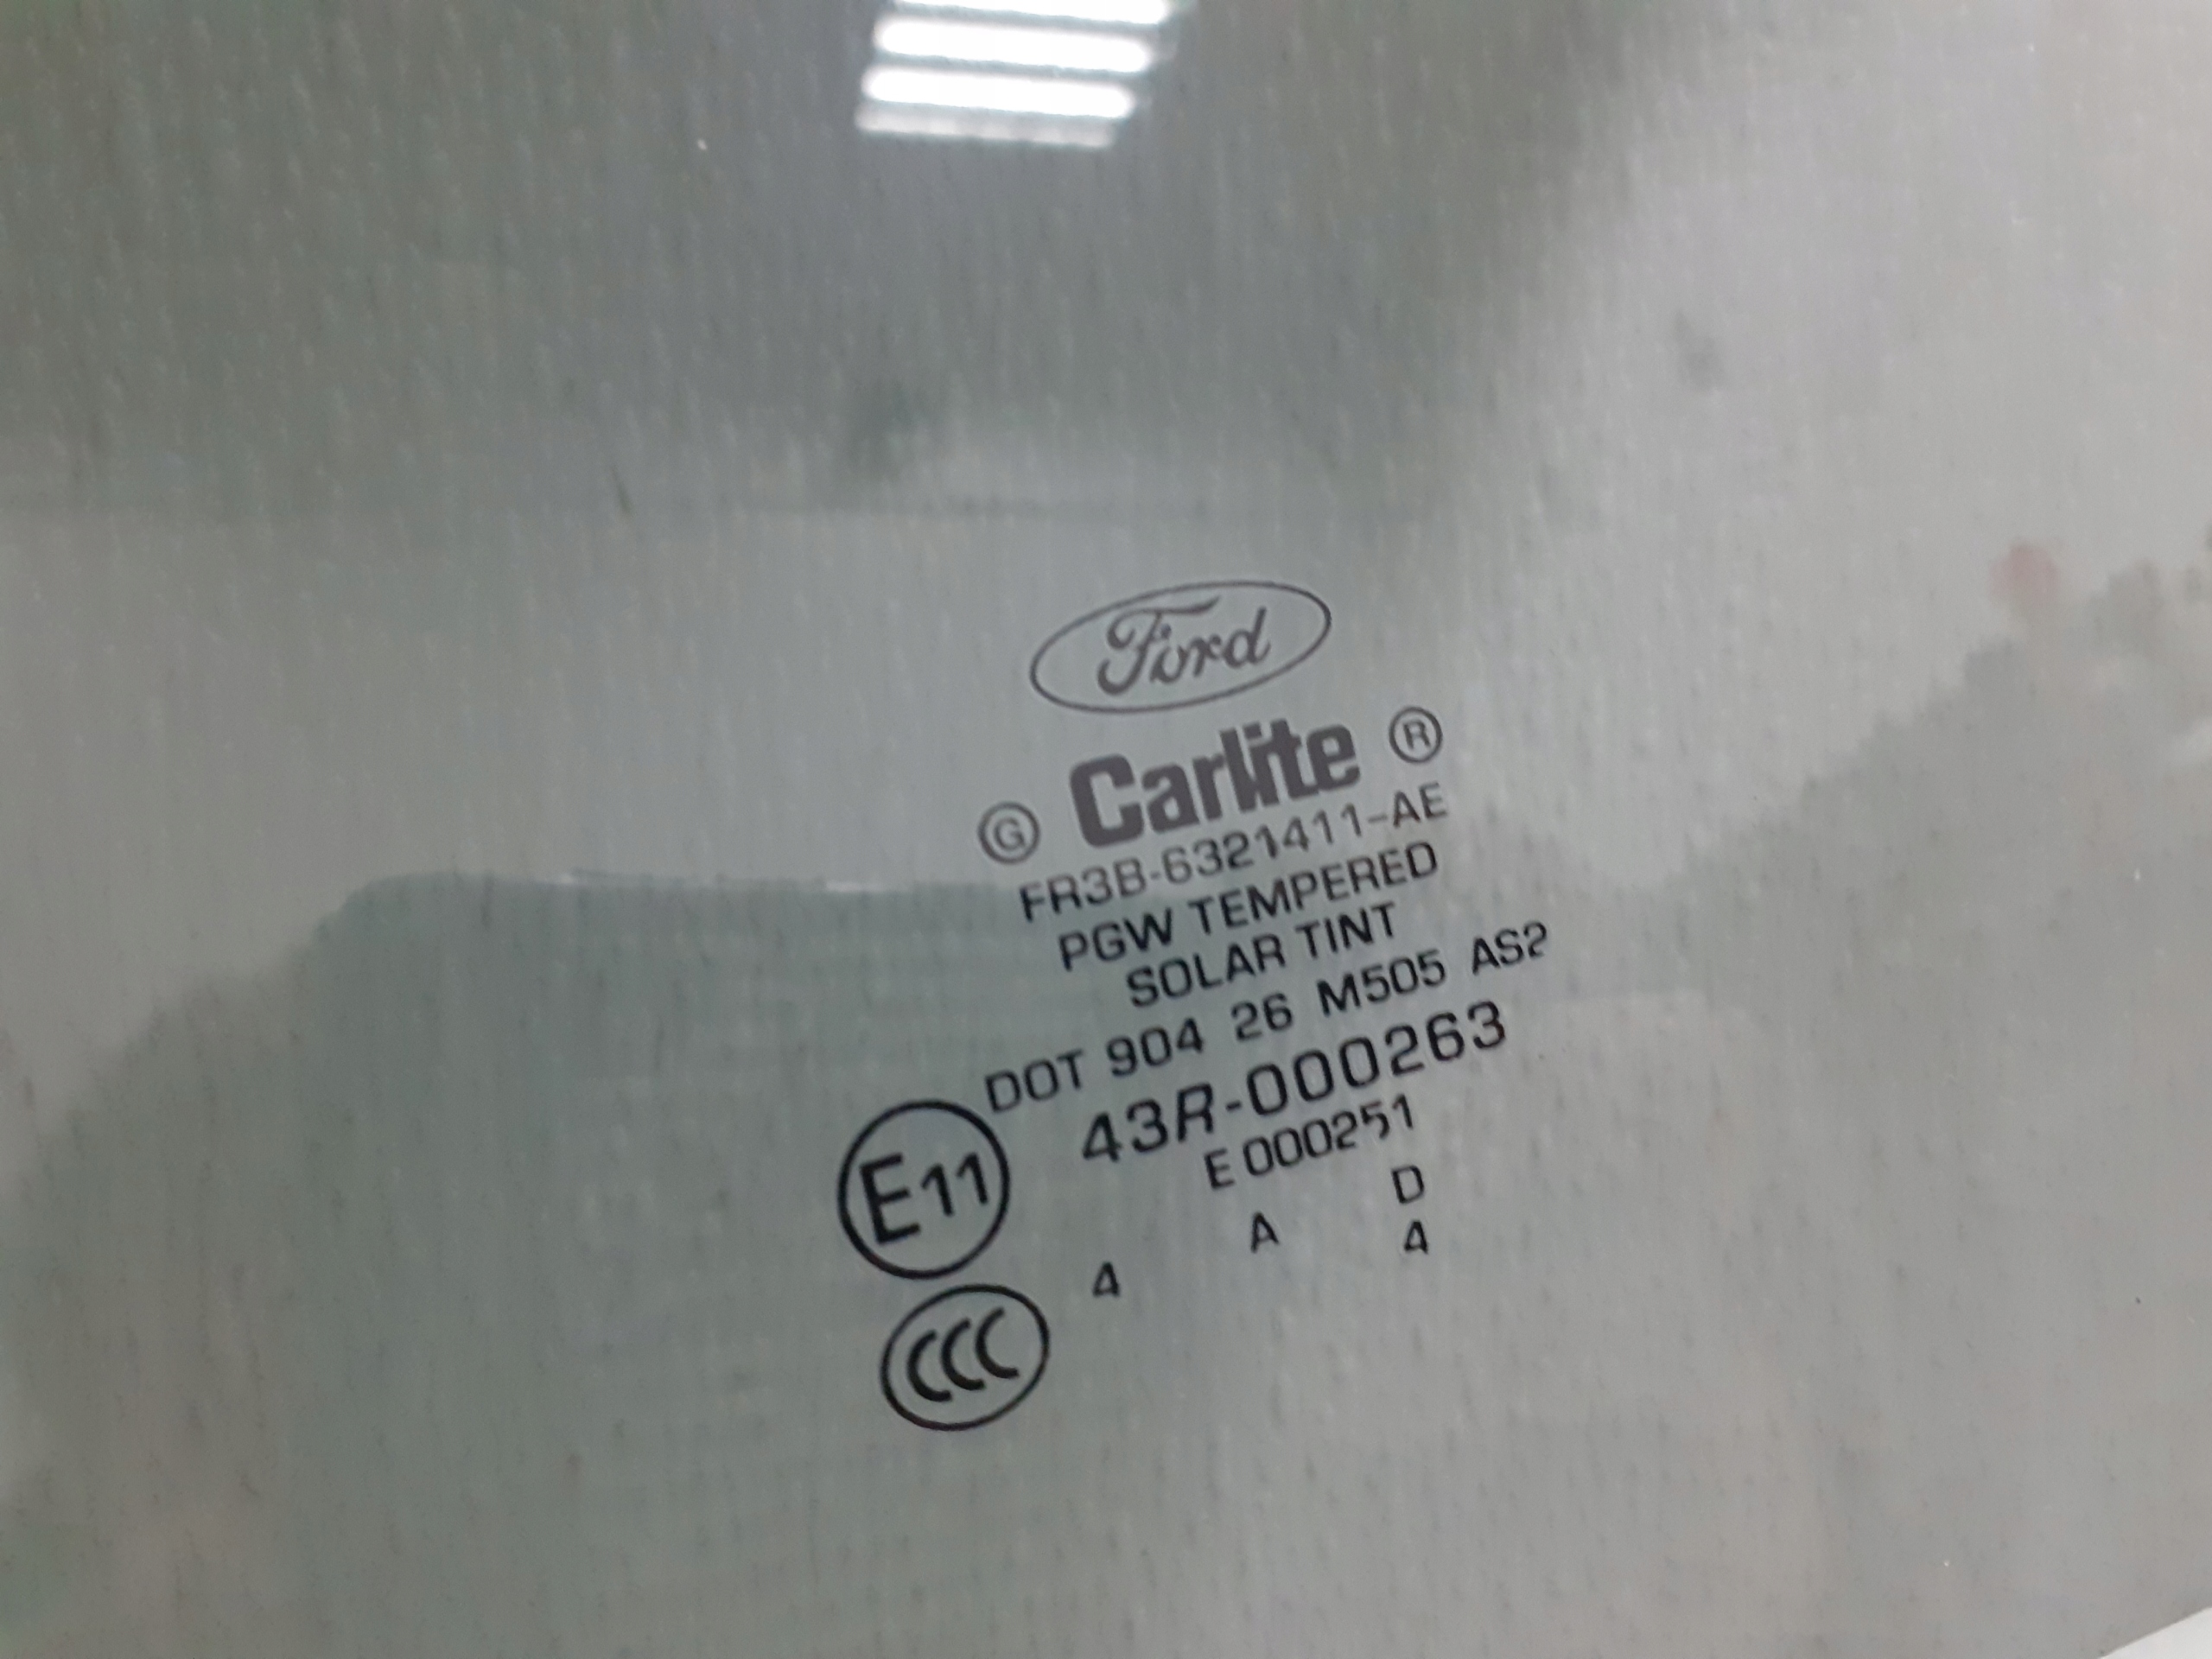 Ford
G Carlite ®
FR3B-6321411-AE
PGW TEMPERED
SOLAR TINT
DOT 904 26 M505 AS2
E11 43R-000263
E000251
D
4 A 4
CCC